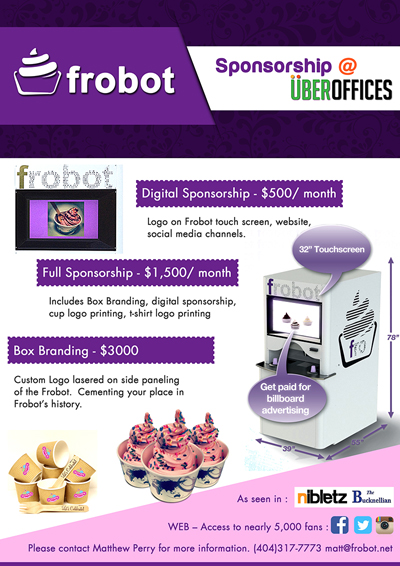 frobot
Sponsorship @
ÜBEROFFICES
frobot
Digital Sponsorship - $500/ month
Logo on Frobot touch screen, website,
social media channels.
32" Touchscreen
Full Sponsorship - $1,500/ month
Includes Box Branding, digital sponsorship,
cup logo printing, t-shirt logo printing
frobot
fro
78"
Box Branding - $3000
Custom Logo lasered on side paneling
of the Frobot. Cementing your place in
Frobot's history.
Get paid for
billboard
advertising
39"
55"
As seen in :
nibletz
The
Bucknellian
WEB – Access to nearly 5,000 fans :
Please contact Matthew Perry for more information. (404)317-7773 matt@frobot.net